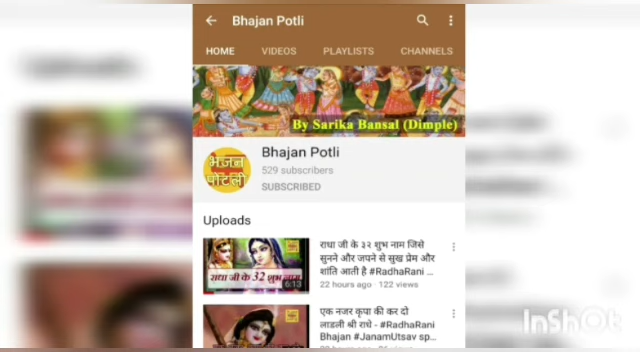 Bhajan Potli
HOME VIDEOS PLAYLISTS CHANNELS
By Sarika Bansal (Dimple)
भजन
पोटली
Bhajan Potli
529 subscribers
SUBSCRIBED
Uploads
राधा जी के 32 शुभ नाम
6:13
राधा जी के ३२ शुभ नाम जिसे
सुनने और जपने से सुख प्रेम और
शांति आती है #RadhaRani ...
22 hours ago · 122 views
एक नजर कृपा की कर दो
लाडली श्री राधे - #RadhaRani
Bhajan #JanamUtsav sp...
InShOt